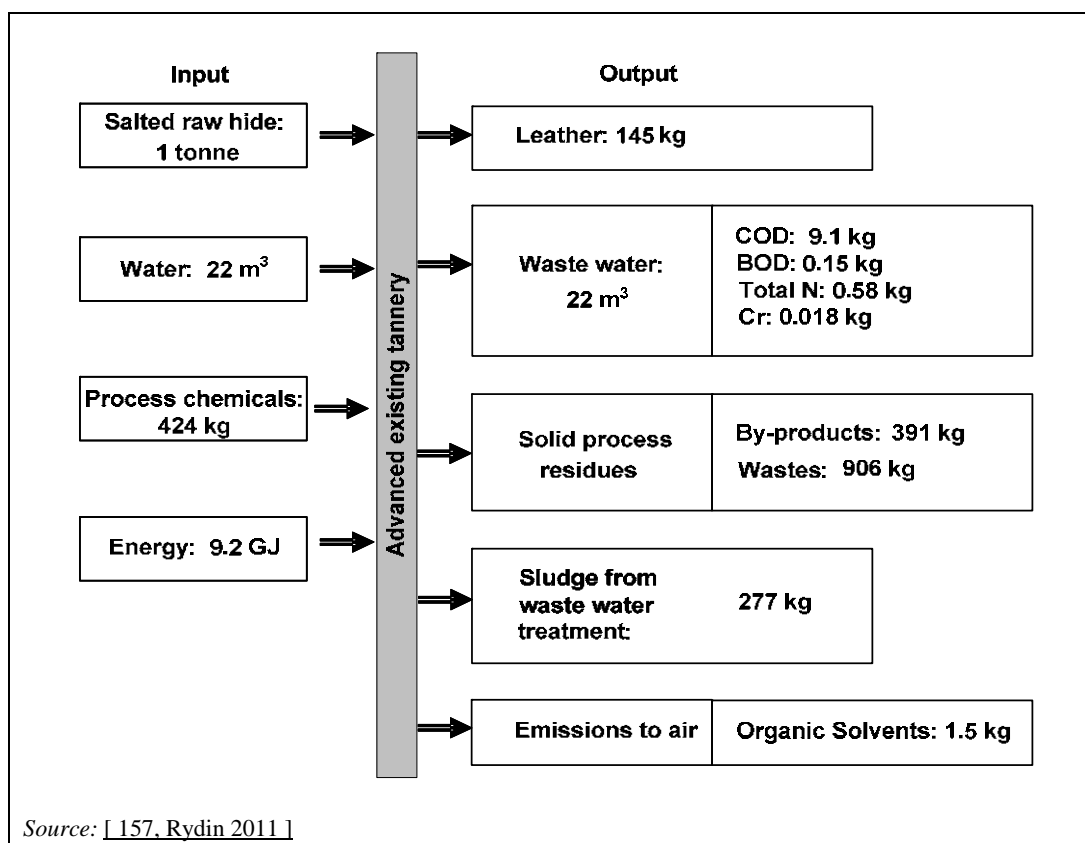 Input
Output
Salted raw hide:
1 tonne
Leather: 145 kg
Water: 22 m³
Waste water:
22 m³
COD: 9.1 kg
BOD: 0.15 kg
Total N: 0.58 kg
Cr: 0.018 kg
Process chemicals:
424 kg
Advanced existing tannery
Solid process
residues
By-products: 391 kg
Wastes: 906 kg
Energy: 9.2 GJ
Sludge from
waste water
treatment:
277 kg
Emissions to air
Organic Solvents: 1.5 kg
Source: [ 157, Rydin 2011 ]